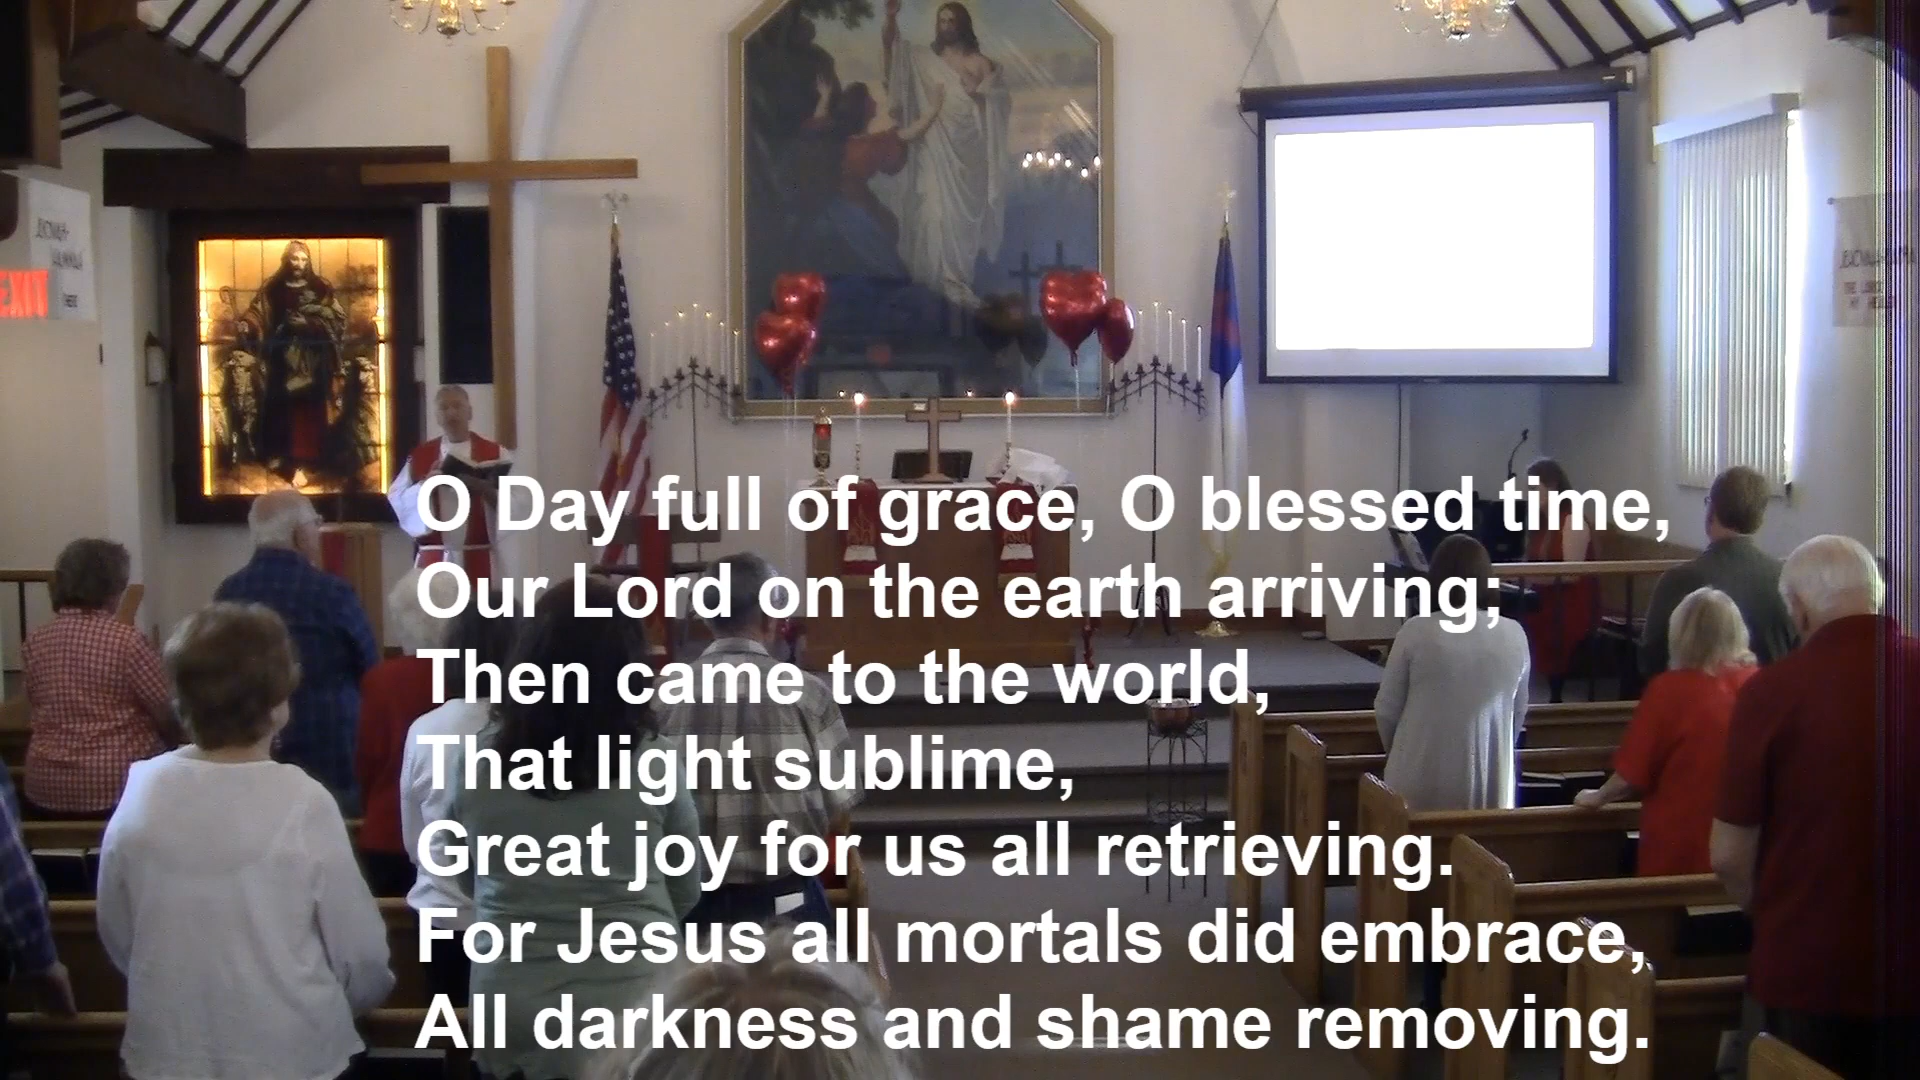 EXIT
O Day full of grace, O blessed time,
Our Lord on the earth arriving;
Then came to the world,
That light sublime,
Great joy for us all retrieving.
For Jesus all mortals did embrace,
All darkness and shame removing.